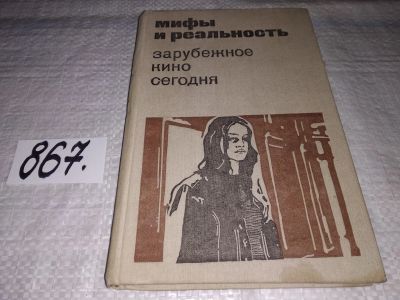 мифы
и реальность
зарубежное
кино
сегодня
867.